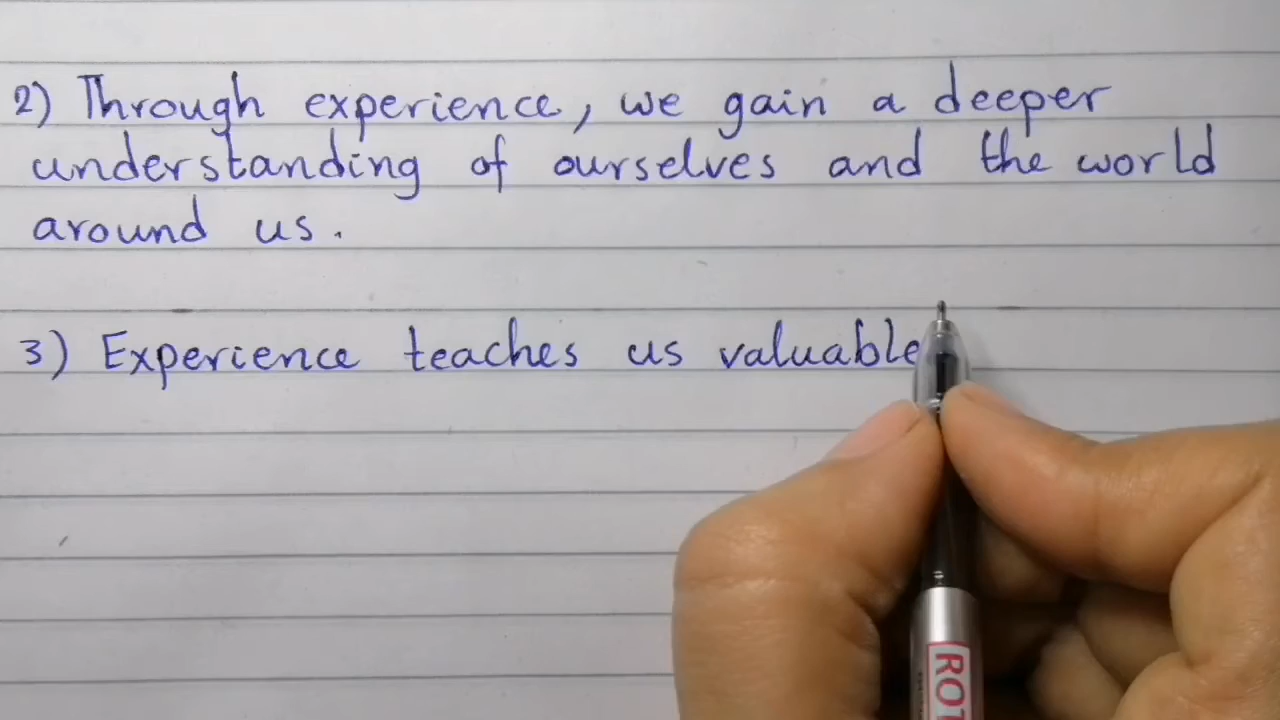 2) Through experience, we gain a deeper
understanding of ourselves and the world
around us.
3) Experience teaches us valuable
ROT